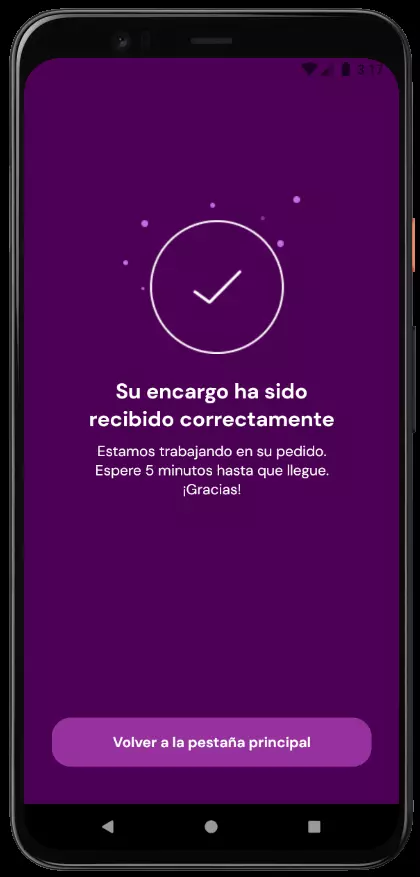 3:17
Su encargo ha sido
recibido correctamente
Estamos trabajando en su pedido.
Espere 5 minutos hasta que llegue.
¡Gracias!
Volver a la pestaña principal